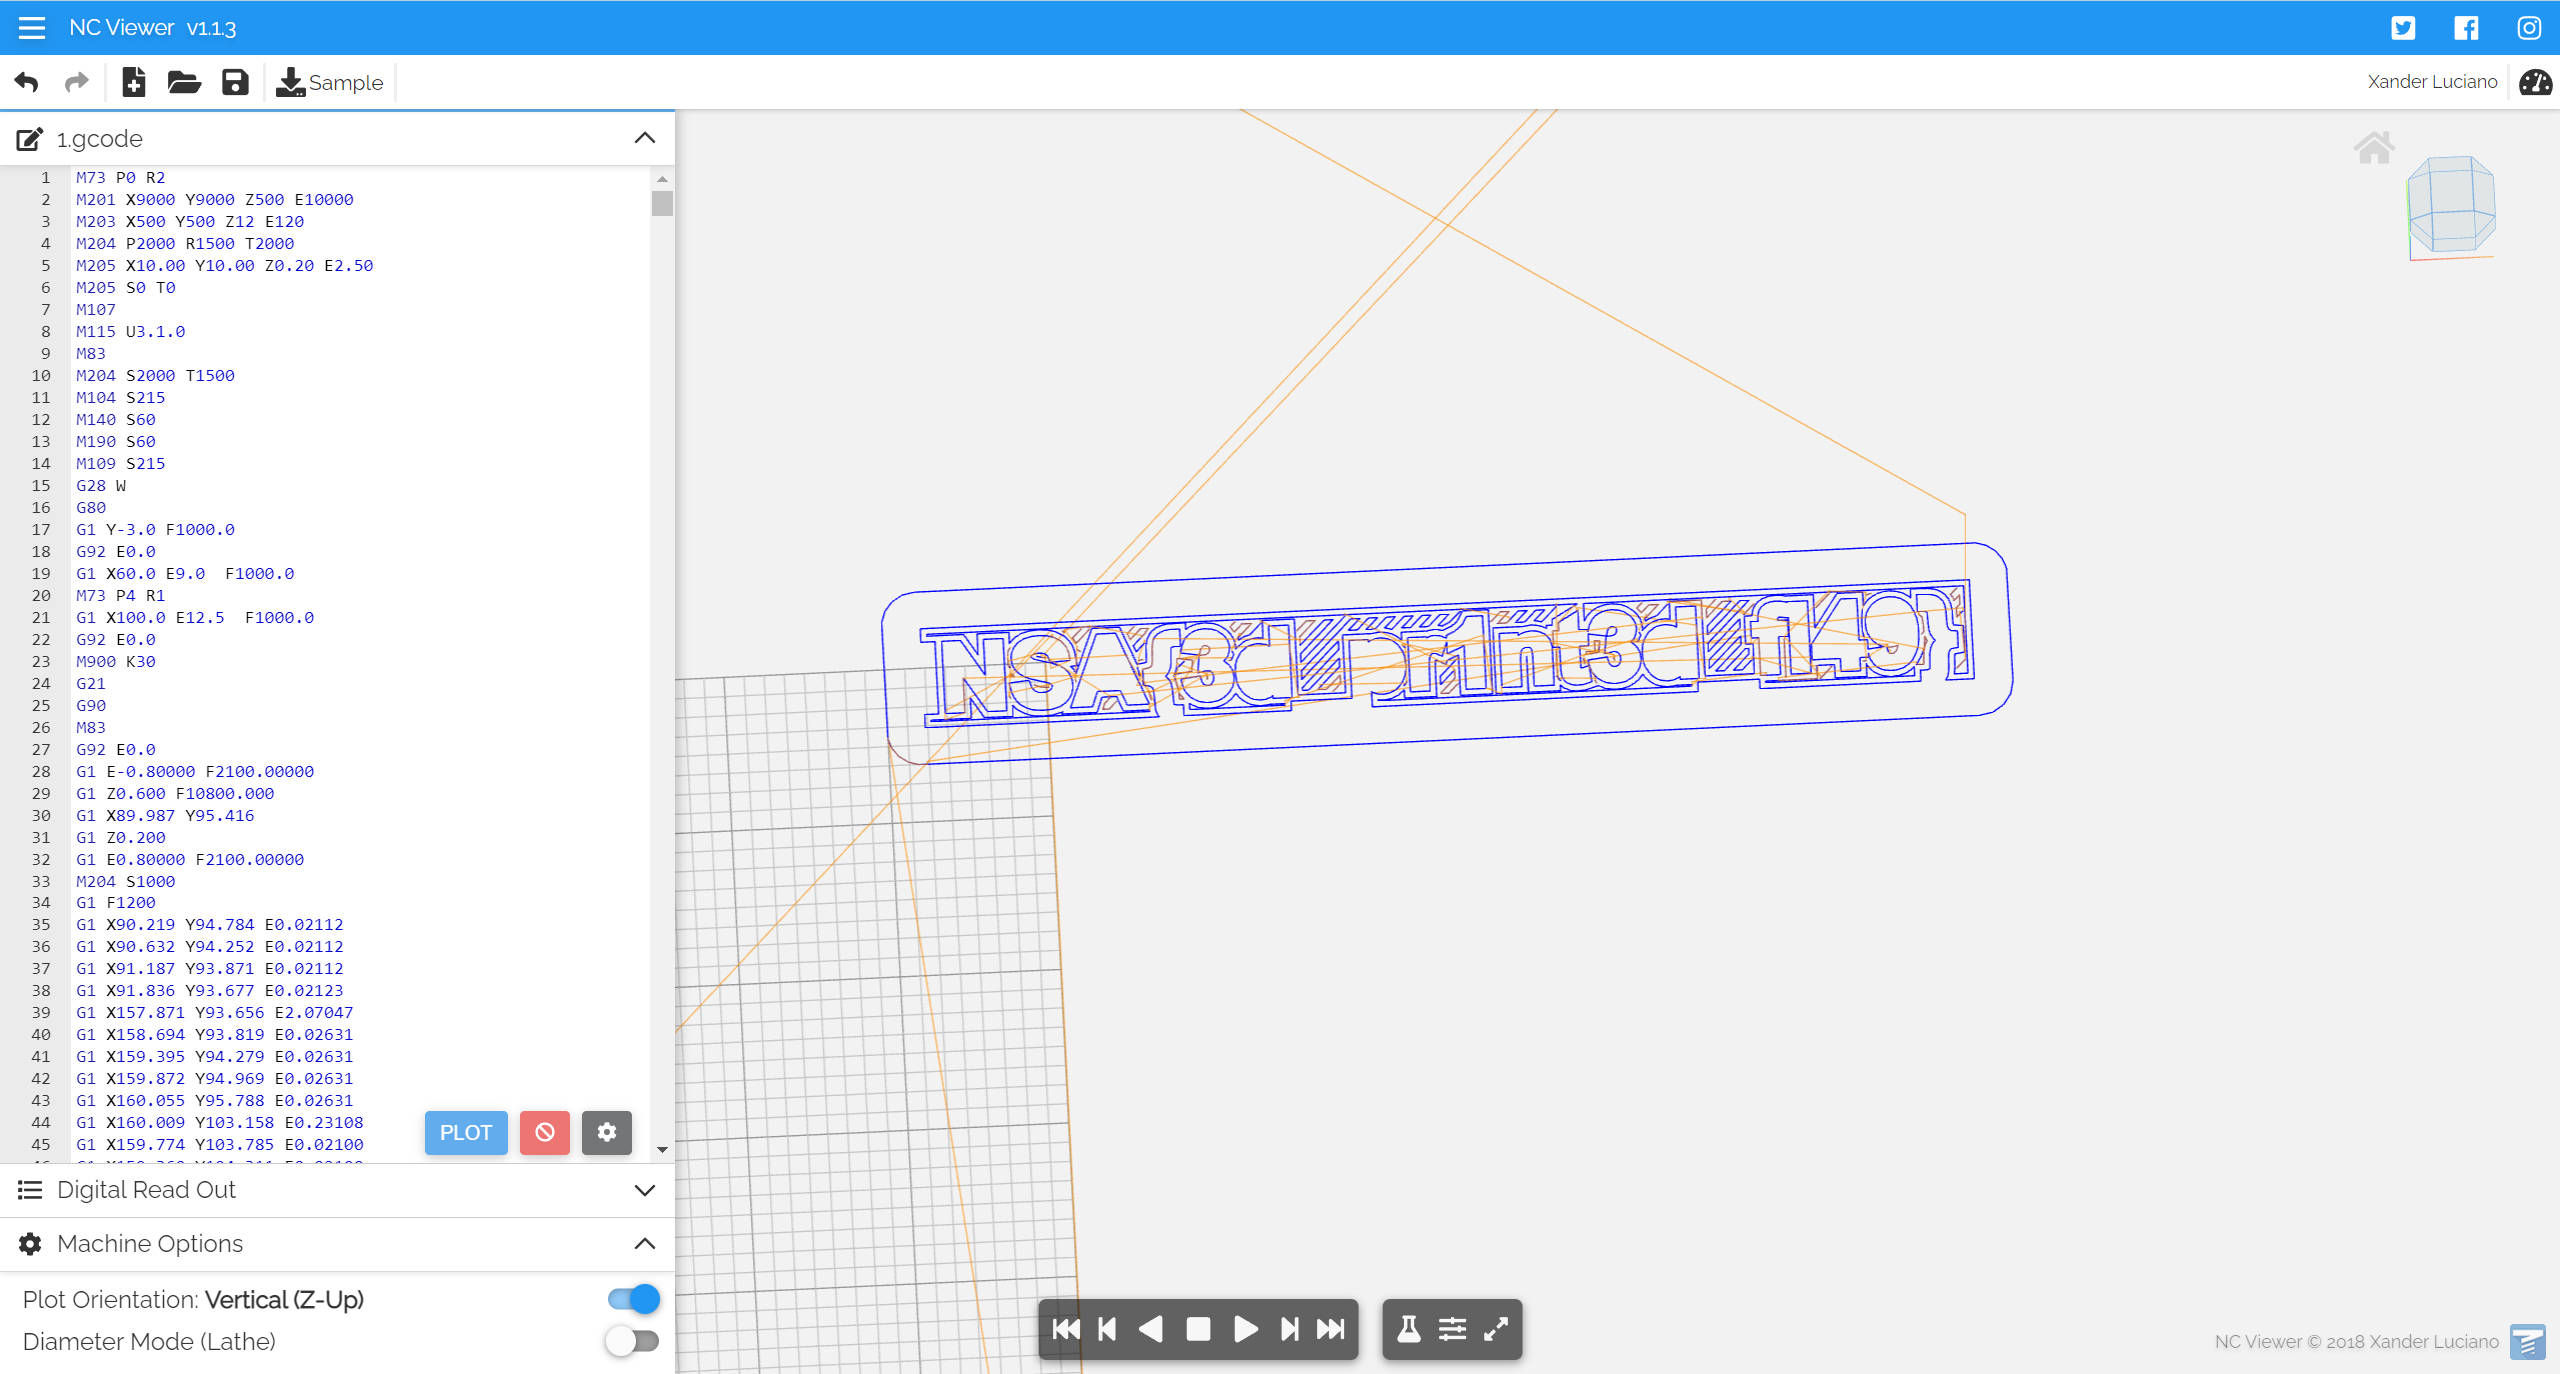 NC Viewer v1.1.3
Sample
Xander Luciano
1.gcode
1 M73 P0 R2
2 M201 X9000 Y9000 Z500 E10000
3 M203 X500 Y500 Z12 E120
4 M204 P2000 R1500 T2000
5 M205 X10.00 Y10.00 Z0.20 E2.50
6 M205 S0 T0
7 M107
8 M115 U3.1.0
9 M83
10 M204 S2000 T1500
11 M104 S215
12 M140 S60
13 M190 S60
14 M109 S215
15 G28 W
16 G80
17 G1 Y-3.0 F1000.0
18 G92 E0.0
19 G1 X60.0 E9.0  F1000.0
20 M73 P4 R1
21 G1 X100.0 E12.5  F1000.0
22 G92 E0.0
23 M900 K30
24 G21
25 G90
26 M83
27 G92 E0.0
28 G1 E-0.80000 F2100.00000
29 G1 Z0.600 F10800.000
30 G1 X89.987 Y95.416
31 G1 Z0.200
32 G1 E0.80000 F2100.00000
33 M204 S1000
34 G1 F1200
35 G1 X90.219 Y94.784 E0.02112
36 G1 X90.632 Y94.252 E0.02112
37 G1 X91.187 Y93.871 E0.02112
38 G1 X91.836 Y93.677 E0.02123
39 G1 X157.871 Y93.656 E2.07047
40 G1 X158.694 Y93.819 E0.02631
41 G1 X159.395 Y94.279 E0.02631
42 G1 X159.872 Y94.969 E0.02631
43 G1 X160.055 Y95.788 E0.02631
44 G1 X160.009 Y103.158 E0.23108
45 G1 X159.774 Y103.785 E0.02100
PLOT
NSA{3d pr1nt3d f149}
Digital Read Out
Machine Options
Plot Orientation: Vertical (Z-Up)
Diameter Mode (Lathe)
NC Viewer © 2018 Xander Luciano